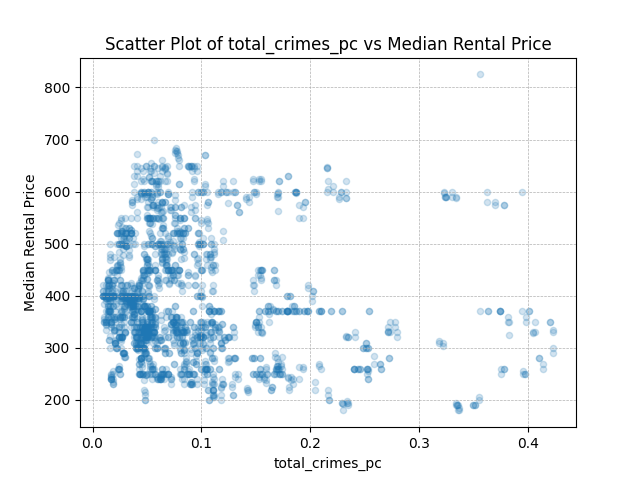 Scatter Plot of total_crimes_pc vs Median Rental Price
800
700
600
500
400
300
200
Median Rental Price
0.0 0.1 0.2 0.3 0.4
total_crimes_pc